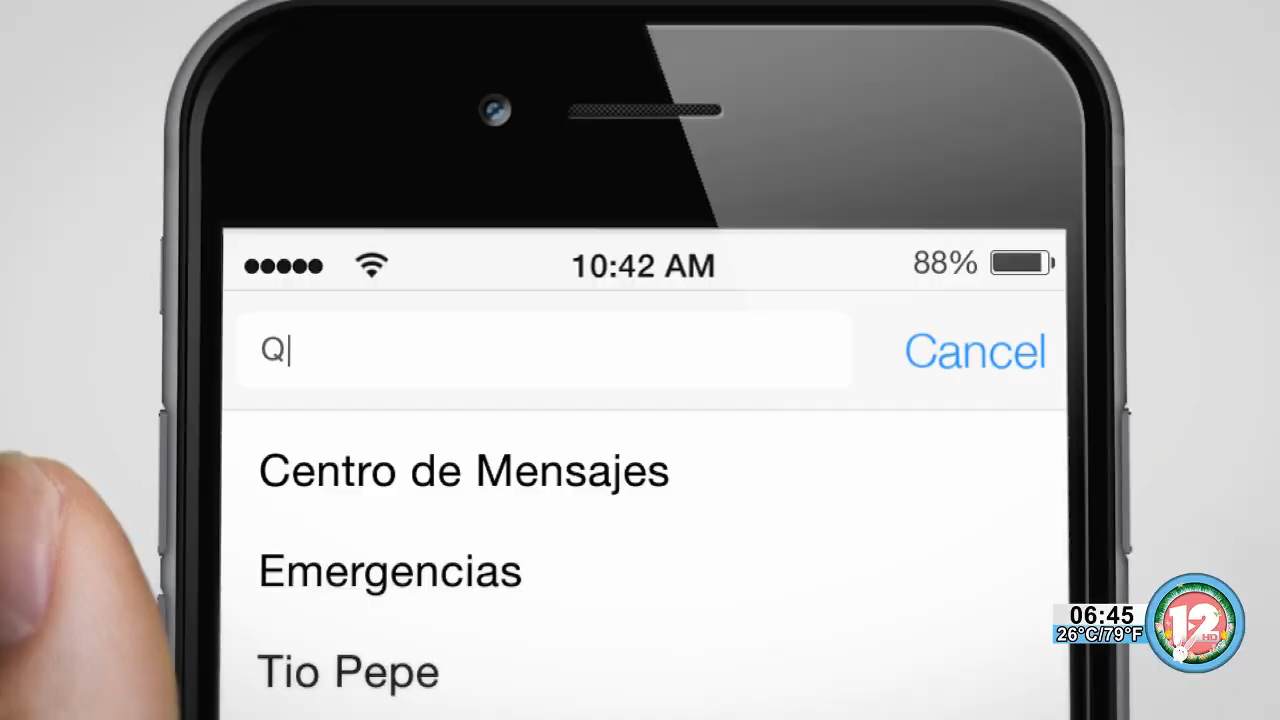 10:42 AM
88%
Q
Cancel
Centro de Mensajes
Emergencias
Tio Pepe
06:45
26°C/79°F
12
HD